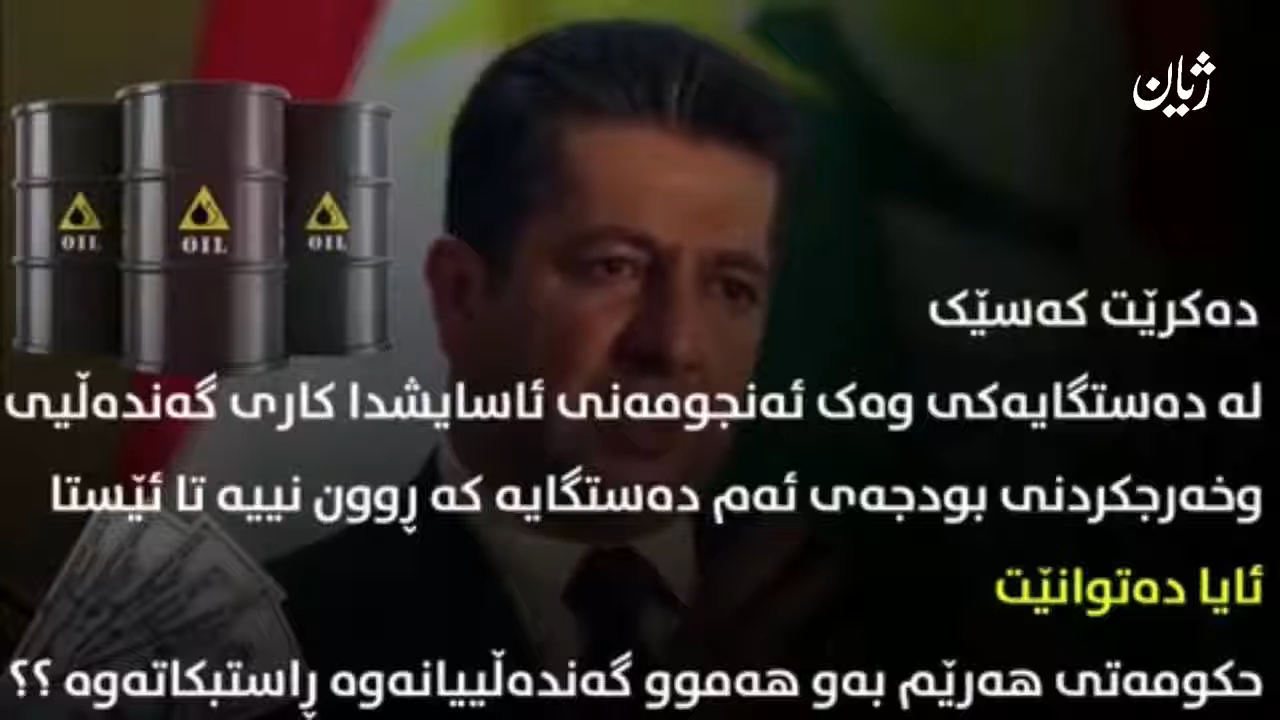 ژیان
OIL
OIL
OIL
دەکرێت کەسێک
لە دەستگایەکی وەک ئەنجومەنی ئاسایشدا کاری گەندەڵیی
وخەرجکردنی بودجەی ئەم دەستگایە کە ڕوون نییە تا ئێستا
ئایا دەتوانێت
حکومەتی هەرێم بەو هەموو گەندەڵییانەوە ڕاستبکاتەوە ؟؟